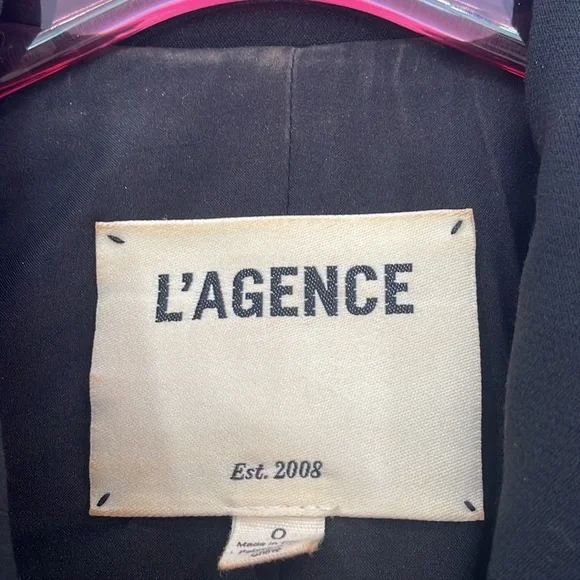 L'AGENCE
Est. 2008
0
Made in